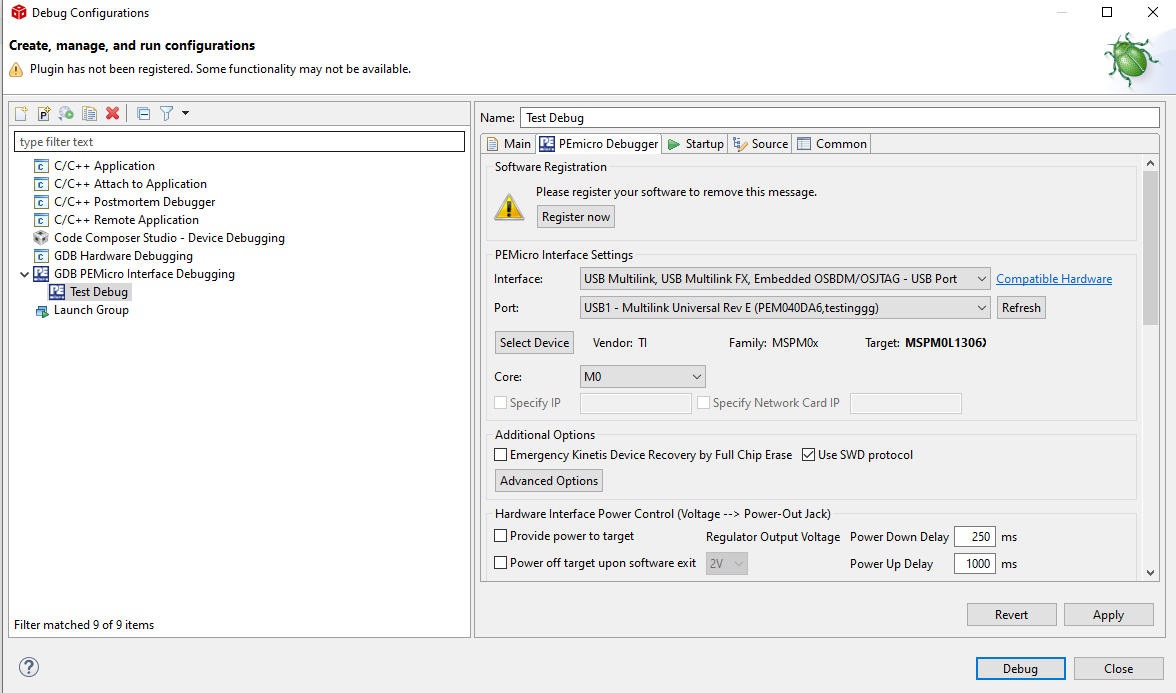 Debug Configurations
Create, manage, and run configurations
Plugin has not been registered. Some functionality may not be available.
type filter text
C/C++ Application
C/C++ Attach to Application
C/C++ Postmortem Debugger
C/C++ Remote Application
Code Composer Studio - Device Debugging
GDB Hardware Debugging
GDB PEMicro Interface Debugging
Test Debug
Launch Group
Filter matched 9 of 9 items
Name: Test Debug
Main PEmicro Debugger Startup Source Common
Software Registration
Please register your software to remove this message.
Register now
PEMicro Interface Settings
Interface: USB Multilink, USB Multilink FX, Embedded OSBDM/OSJTAG - USB Port Compatible Hardware
Port: USB1 - Multilink Universal Rev E (PEM040DA6,testinggg) Refresh
Select Device Vendor: TI Family: MSPM0x Target: MSPM0L1306X
Core: M0
Specify IP Specify Network Card IP
Additional Options
Emergency Kinetis Device Recovery by Full Chip Erase Use SWD protocol
Advanced Options
Hardware Interface Power Control (Voltage --> Power-Out Jack)
Provide power to target Regulator Output Voltage Power Down Delay 250 ms
Power off target upon software exit 2V Power Up Delay 1000 ms
Revert Apply
? Debug Close